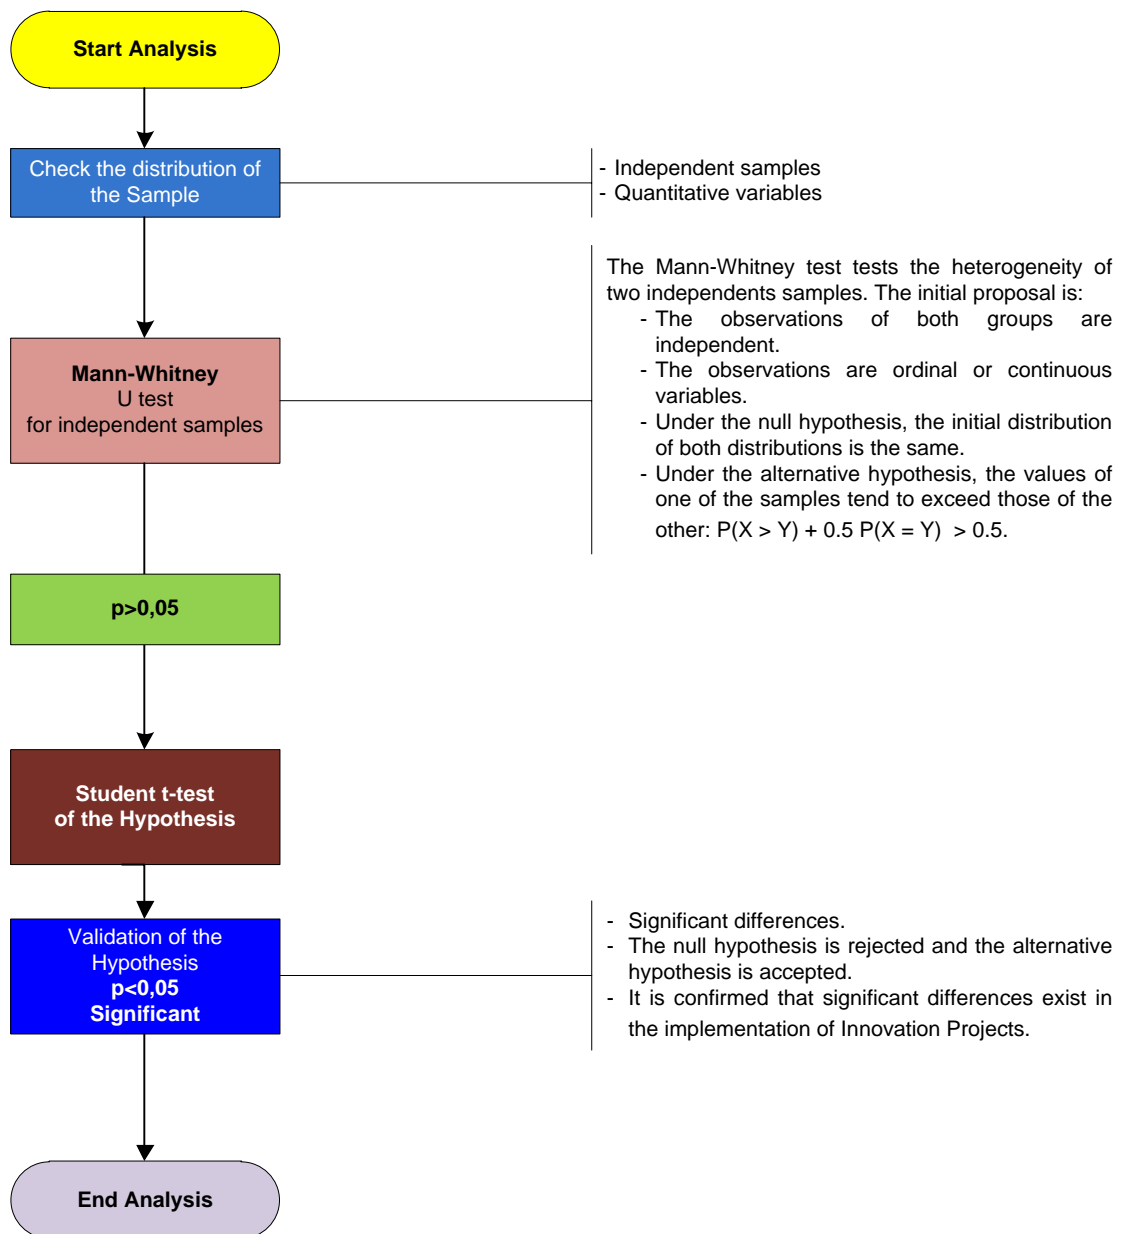 Start Analysis
Check the distribution of
the Sample
- Independent samples
- Quantitative variables
The Mann-Whitney test tests the heterogeneity of
two independents samples. The initial proposal is:
- The observations of both groups are
independent.
- The observations are ordinal or continuous
variables.
- Under the null hypothesis, the initial distribution
of both distributions is the same.
- Under the alternative hypothesis, the values of
one of the samples tend to exceed those of the
other: P(X > Y) + 0.5 P(X = Y) > 0.5.
Mann-Whitney
U test
for independent samples
p>0,05
Student t-test
of the Hypothesis
Validation of the
Hypothesis
p<0,05
Significant
- Significant differences.
- The null hypothesis is rejected and the alternative
hypothesis is accepted.
- It is confirmed that significant differences exist in
the implementation of Innovation Projects.
End Analysis